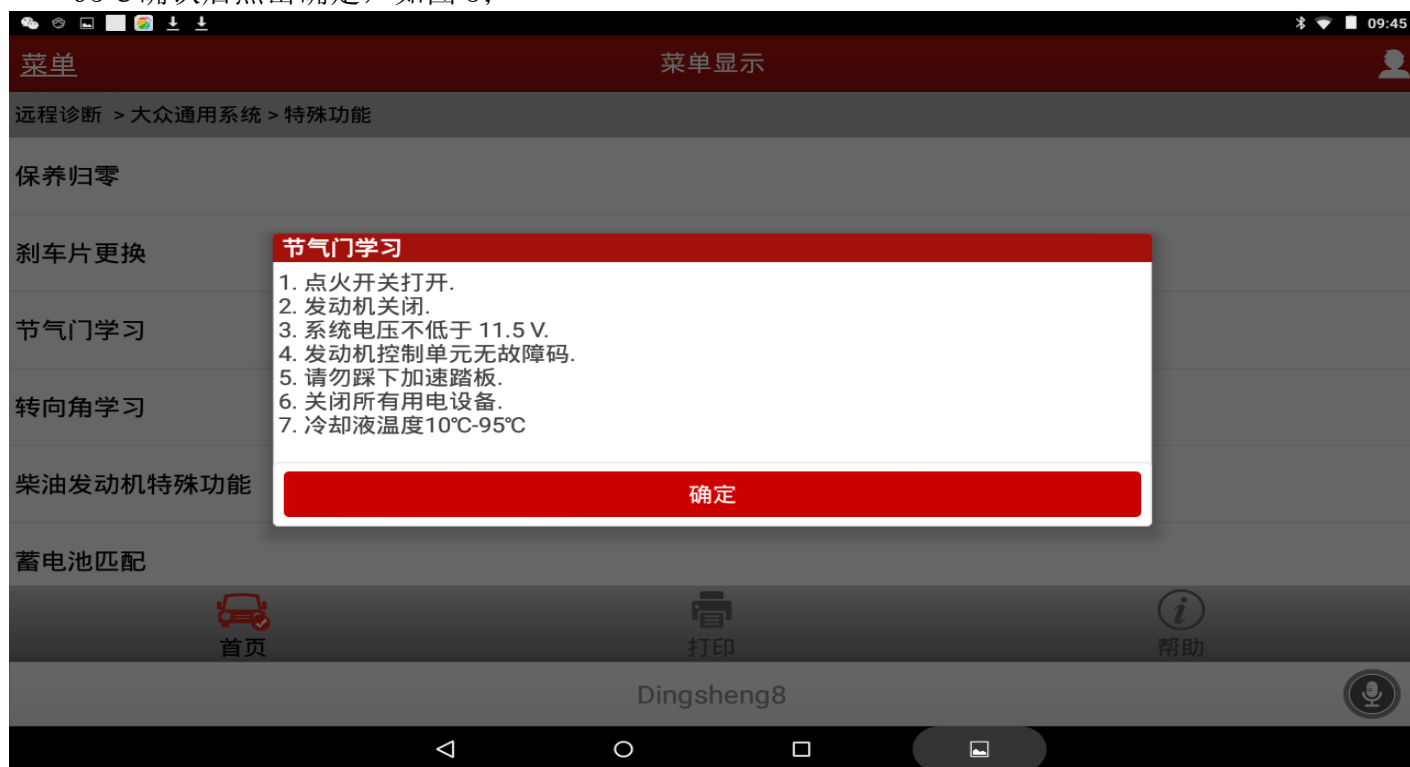 09:45
菜单
菜单显示
远程诊断 > 大众通用系统 > 特殊功能
保养归零
刹车片更换
节气门学习
1. 点火开关打开.
2. 发动机关闭.
3. 系统电压不低于 11.5 V.
4. 发动机控制单元无故障码.
5. 请勿踩下加速踏板.
6. 关闭所有用电设备.
7. 冷却液温度10℃-95℃
确定
节气门学习
转向角学习
柴油发动机特殊功能
蓄电池匹配
首页
打印
帮助
Dingsheng8